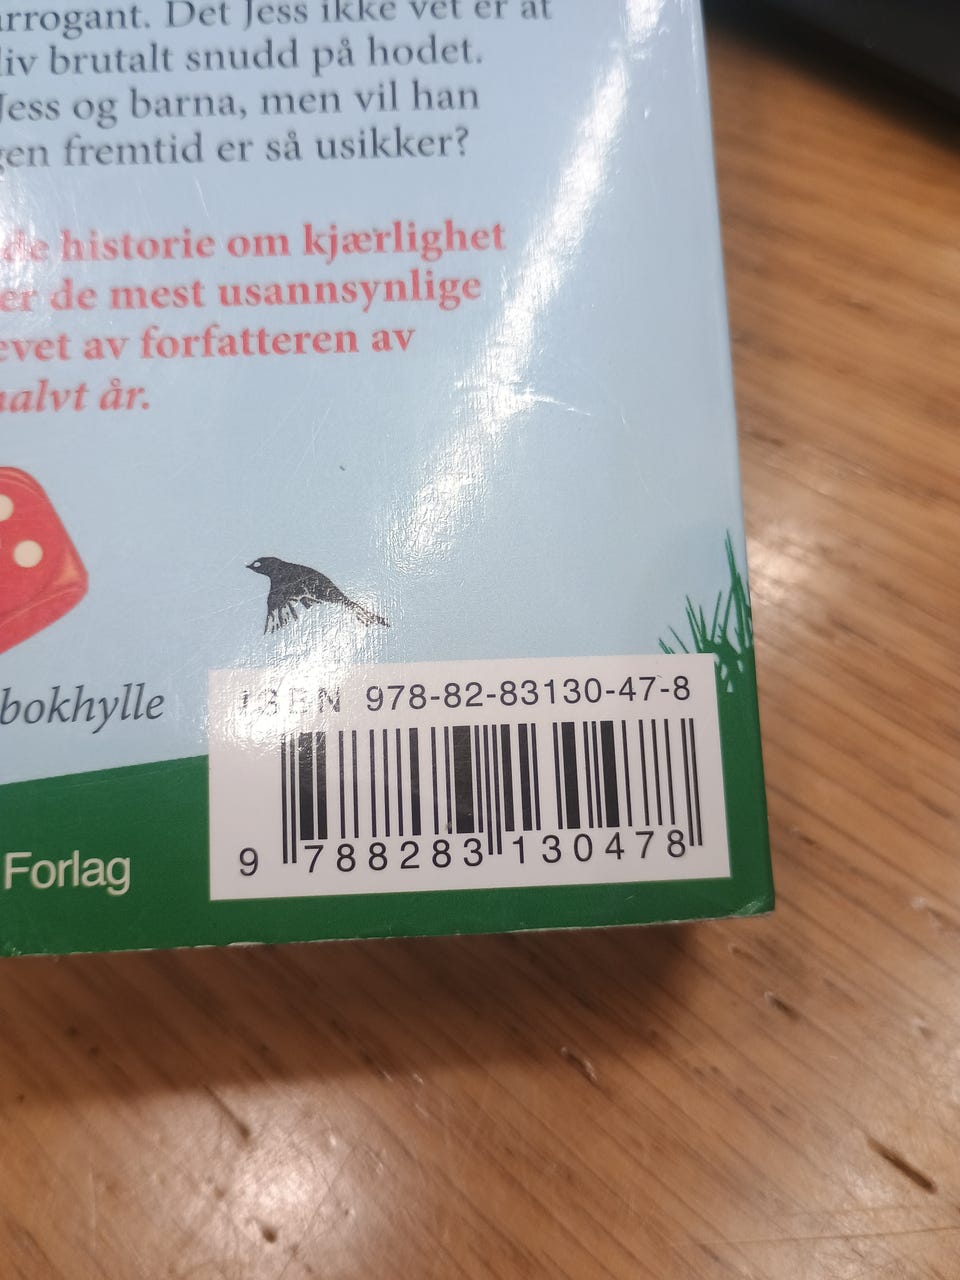 arrogant. Det Jess ikke vet er at
liv brutalt snudd på hodet.
Jess og barna, men vil han
gen fremtid er så usikker?
de historie om kjærlighet
er de mest usannsynlige
evet av forfatteren av
halvt år.
bokhylle
ISBN 978-82-83130-47-8
9 788283 130478
Forlag